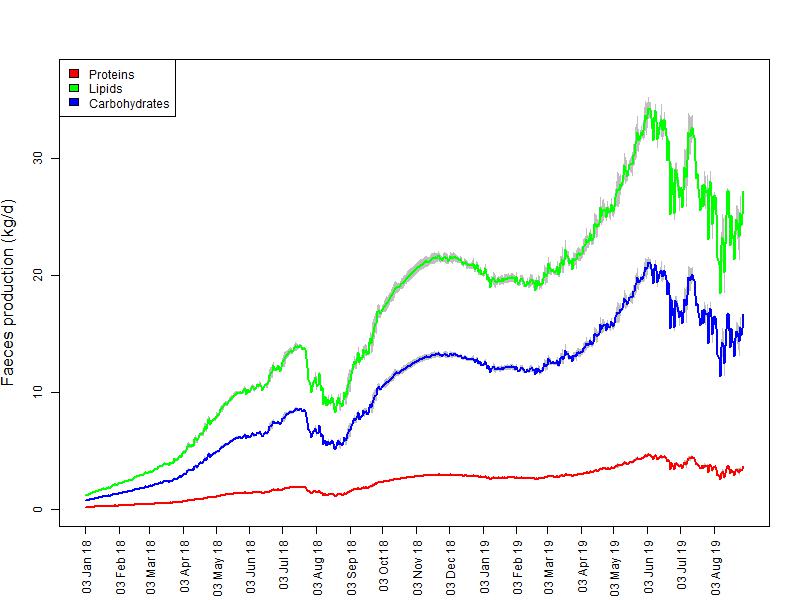 Proteins
Lipids
Carbohydrates
Faeces production (kg/d)
30
20
10
0
03 Jan 18
03 Feb 18
03 Mar 18
03 Apr 18
03 May 18
03 Jun 18
03 Jul 18
03 Aug 18
03 Sep 18
03 Oct 18
03 Nov 18
03 Dec 18
03 Jan 19
03 Feb 19
03 Mar 19
03 Apr 19
03 May 19
03 Jun 19
03 Jul 19
03 Aug 19